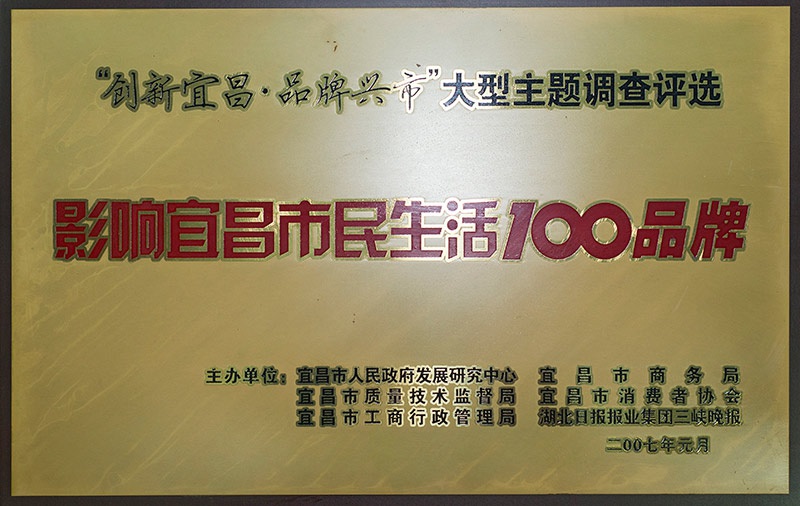 “创新宜昌·品牌兴市”大型主题调查评选
影响宜昌市民生活100品牌
主办单位：宜昌市人民政府发展研究中心 宜昌市商务局
宜昌市质量技术监督局 宜昌市消费者协会
宜昌市工商行政管理局 湖北日报报业集团三峡晚报
二00七年元月